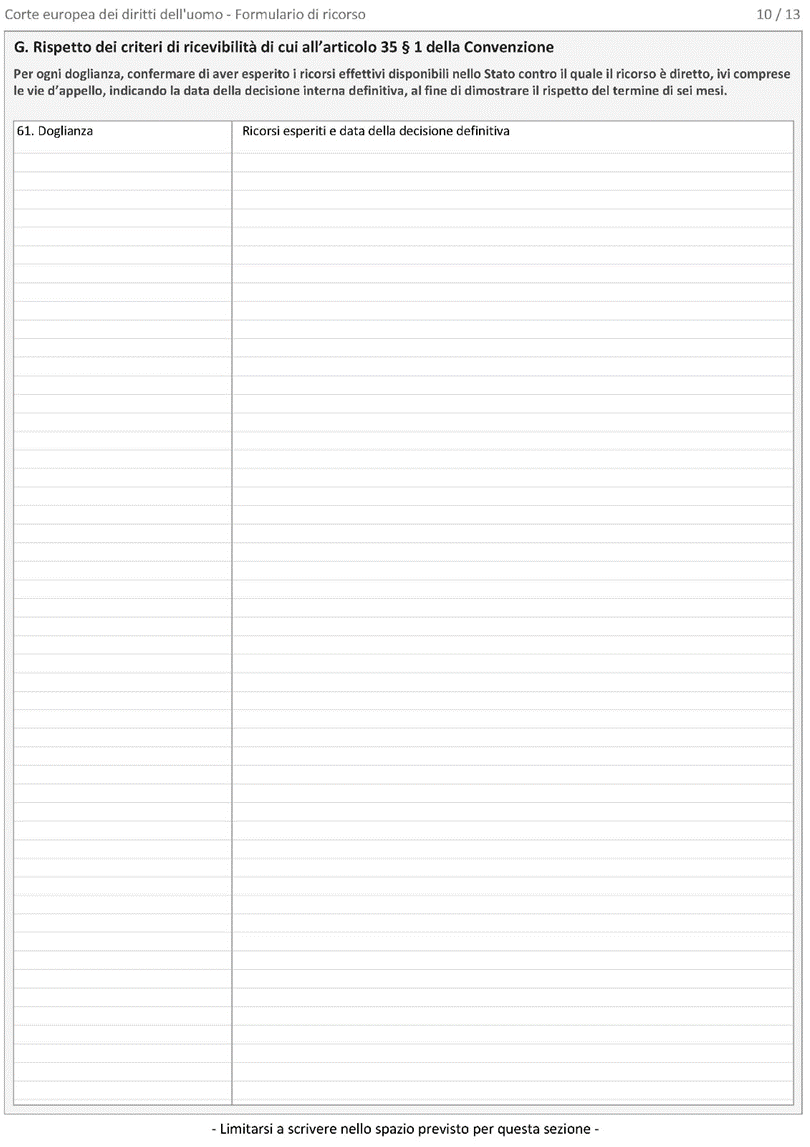 Corte europea dei diritti dell'uomo - Formulario di ricorso 10 / 13
G. Rispetto dei criteri di ricevibilità di cui all’articolo 35 § 1 della Convenzione
Per ogni doglianza, confermare di aver esperito i ricorsi effettivi disponibili nello Stato contro il quale il ricorso è diretto, ivi comprese
le vie d’appello, indicando la data della decisione interna definitiva, al fine di dimostrare il rispetto del termine di sei mesi.
61. Doglianza Ricorsi esperiti e data della decisione definitiva
- Limitarsi a scrivere nello spazio previsto per questa sezione -